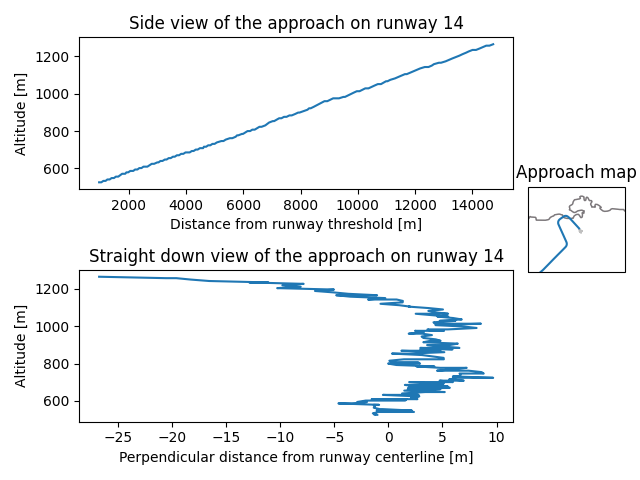 Side view of the approach on runway 14
Altitude [m]
1200
1000
800
600
2000 4000 6000 8000 10000 12000 14000
Distance from runway threshold [m]
Approach map
Straight down view of the approach on runway 14
Altitude [m]
1200
1000
800
600
−25 −20 −15 −10 −5 0 5 10
Perpendicular distance from runway centerline [m]